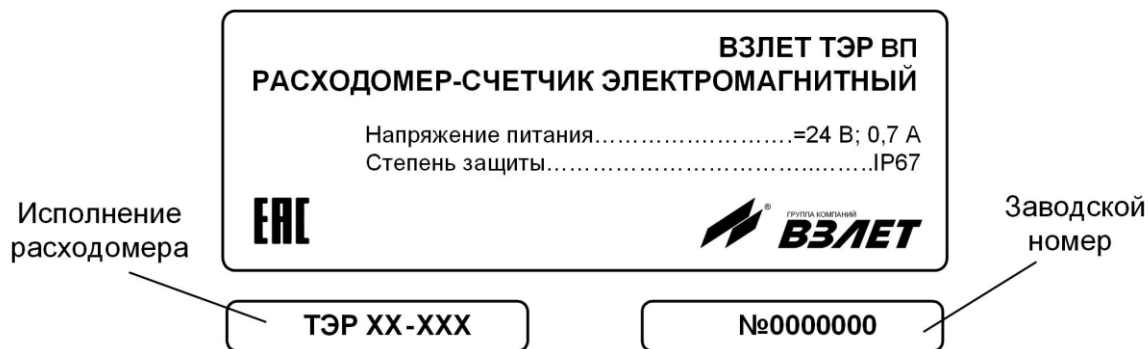 ВЗЛЕТ ТЭР ВП
РАСХОДОМЕР-СЧЕТЧИК ЭЛЕКТРОМАГНИТНЫЙ
Напряжение питания……………………=24 В; 0,7 А
Степень защиты………………………………IP67
Исполнение
расходомера
EAC
®
ГРУППА КОМПАНИЙ
ВЗЛЕТ
Заводской
номер
ТЭР ХХ-ХХХ
№0000000